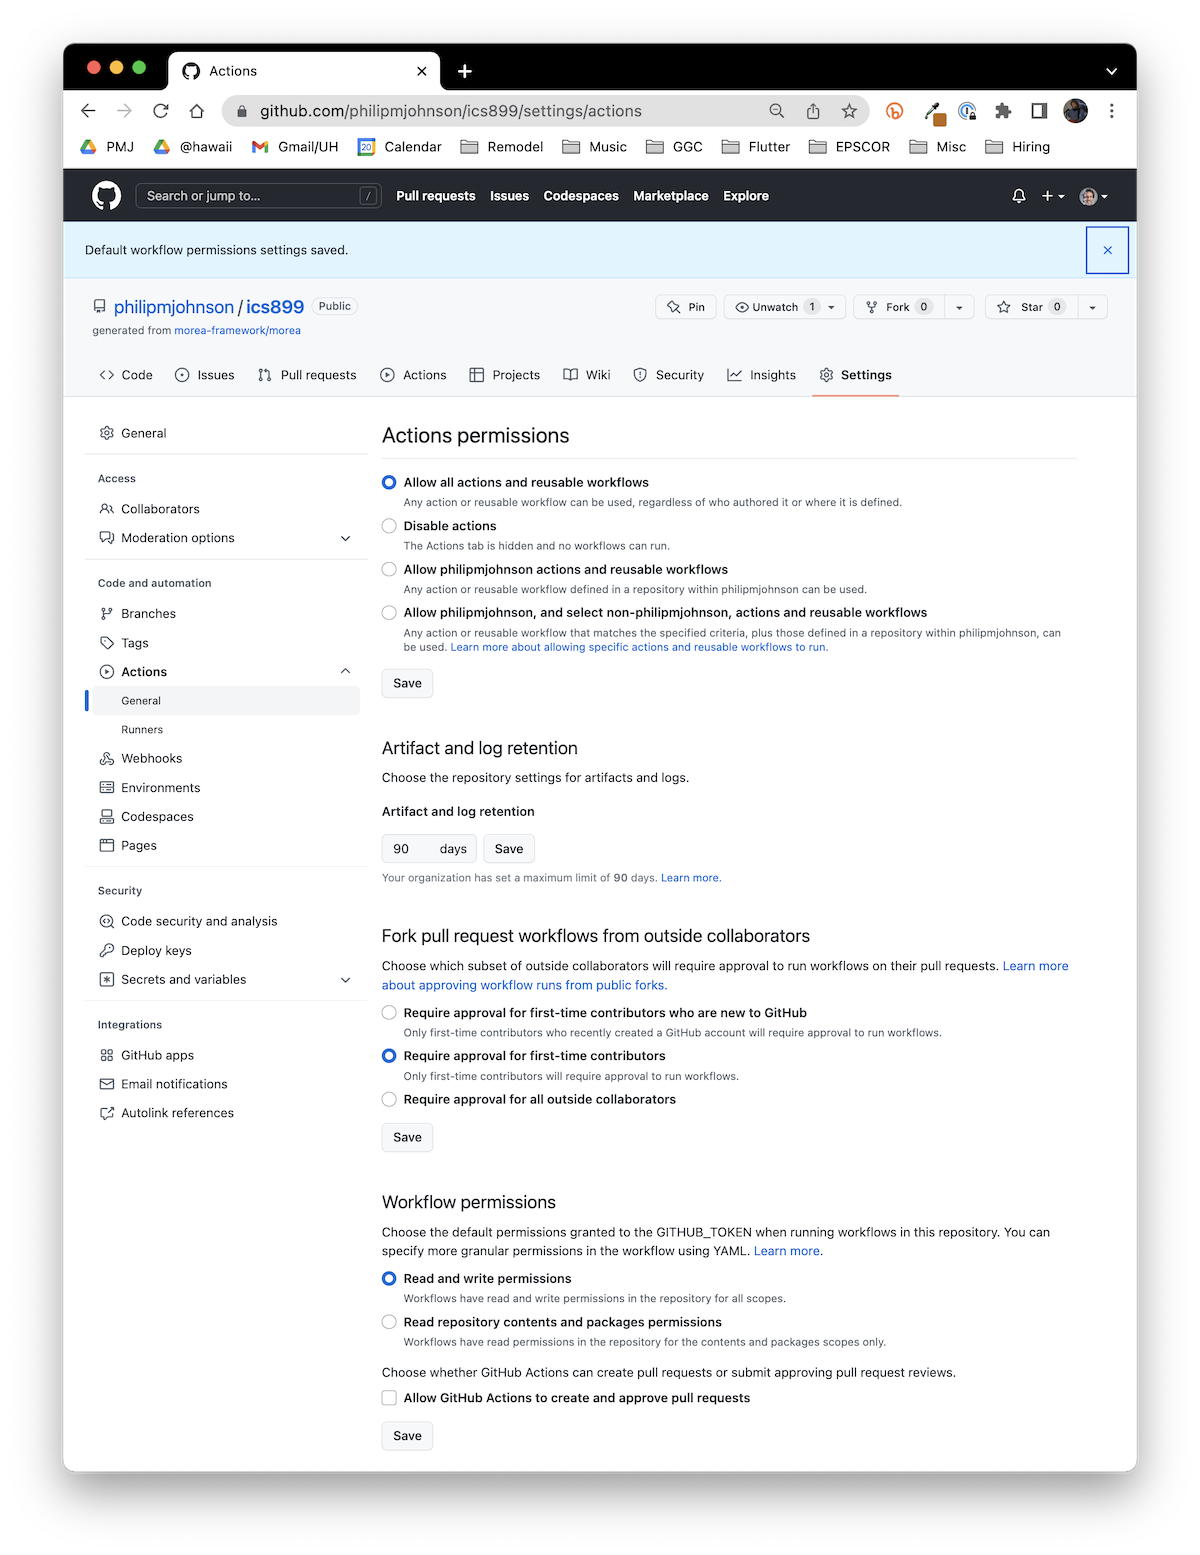 Actions
github.com/philipmjohnson/ics899/settings/actions
PMJ @hawaii Gmail/UH 20 Calendar Remodel Music GGC Flutter EPSCOR Misc Hiring
Search or jump to... / Pull requests Issues Codespaces Marketplace Explore
Default workflow permissions settings saved.
philipmjohnson / ics899 Public Pin Unwatch 1 Fork 0 Star 0
generated from morea-framework/morea
Code Issues Pull requests Actions Projects Wiki Security Insights Settings
General
Access
Collaborators
Moderation options
Code and automation
Branches
Tags
Actions
General
Runners
Webhooks
Environments
Codespaces
Pages
Security
Code security and analysis
Deploy keys
Secrets and variables
Integrations
GitHub apps
Email notifications
Autolink references
Actions permissions
Allow all actions and reusable workflows
Any action or reusable workflow can be used, regardless of who authored it or where it is defined.
Disable actions
The Actions tab is hidden and no workflows can run.
Allow philipmjohnson actions and reusable workflows
Any action or reusable workflow defined in a repository within philipmjohnson can be used.
Allow philipmjohnson, and select non-philipmjohnson, actions and reusable workflows
Any action or reusable workflow that matches the specified criteria, plus those defined in a repository within philipmjohnson, can
be used. Learn more about allowing specific actions and reusable workflows to run.
Save
Artifact and log retention
Choose the repository settings for artifacts and logs.
Artifact and log retention
90 days Save
Your organization has set a maximum limit of 90 days. Learn more.
Fork pull request workflows from outside collaborators
Choose which subset of outside collaborators will require approval to run workflows on their pull requests. Learn more
about approving workflow runs from public forks.
Require approval for first-time contributors who are new to GitHub
Only first-time contributors who recently created a GitHub account will require approval to run workflows.
Require approval for first-time contributors
Only first-time contributors will require approval to run workflows.
Require approval for all outside collaborators
Save
Workflow permissions
Choose the default permissions granted to the GITHUB_TOKEN when running workflows in this repository. You can
specify more granular permissions in the workflow using YAML. Learn more.
Read and write permissions
Workflows have read and write permissions in the repository for all scopes.
Read repository contents and packages permissions
Workflows have read permissions in the repository for the contents and packages scopes only.
Choose whether GitHub Actions can create pull requests or submit approving pull request reviews.
Allow GitHub Actions to create and approve pull requests
Save